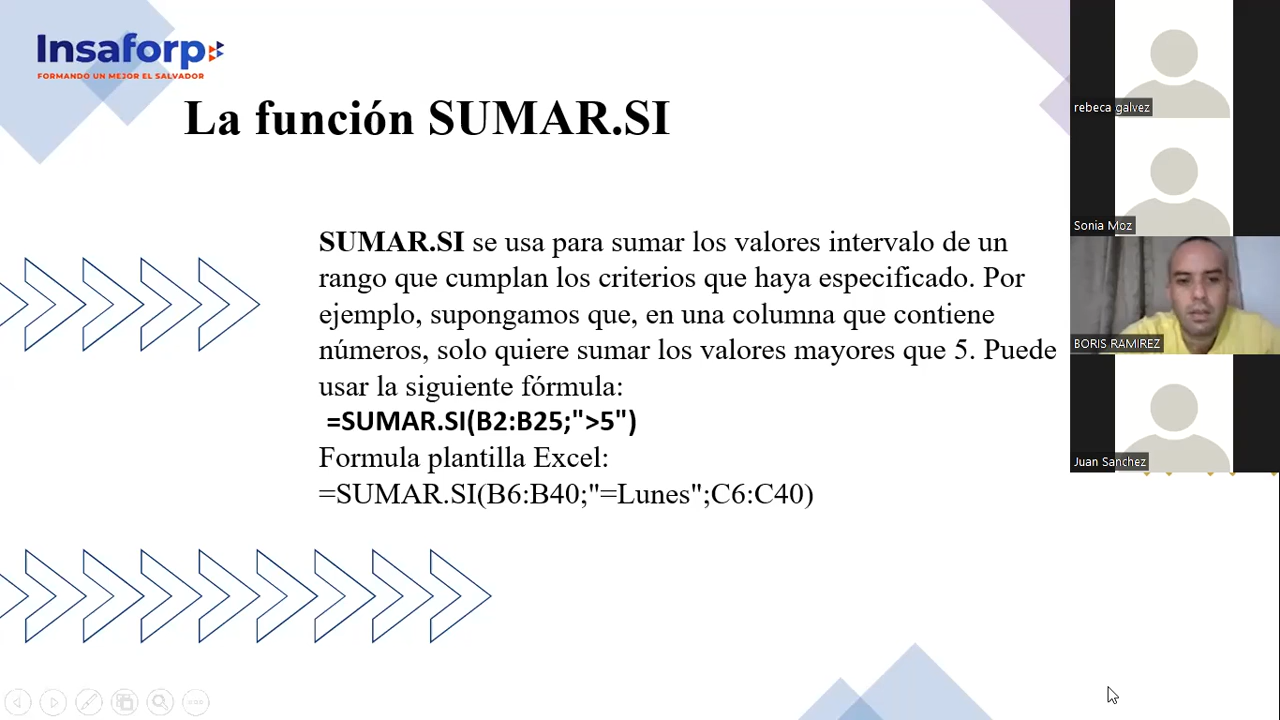 Insaforp
FORMANDO UN MEJOR EL SALVADOR
La función SUMAR.SI
SUMAR.SI se usa para sumar los valores intervalo de un
rango que cumplan los criterios que haya especificado. Por
ejemplo, supongamos que, en una columna que contiene
números, solo quiere sumar los valores mayores que 5. Puede
usar la siguiente fórmula:
=SUMAR.SI(B2:B25;">5")
Formula plantilla Excel:
=SUMAR.SI(B6:B40;"=Lunes";C6:C40)
rebeca galvez
Sonia Moz
BORIS RAMIREZ
Juan Sanchez